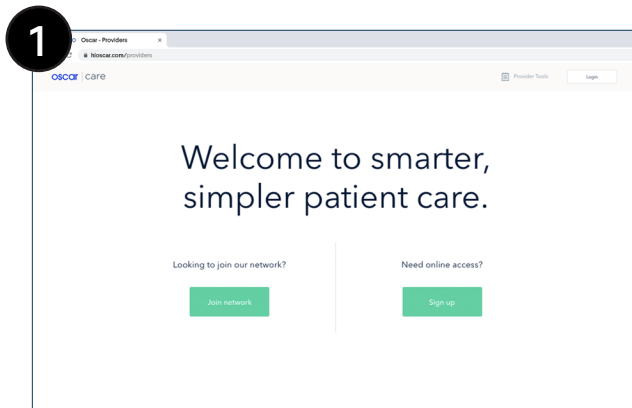 1
Oscar - Providers
hioscar.com/providers
oscar | care
Provider Tools
Login
Welcome to smarter,
simpler patient care.
Looking to join our network?
Need online access?
Join network
Sign up